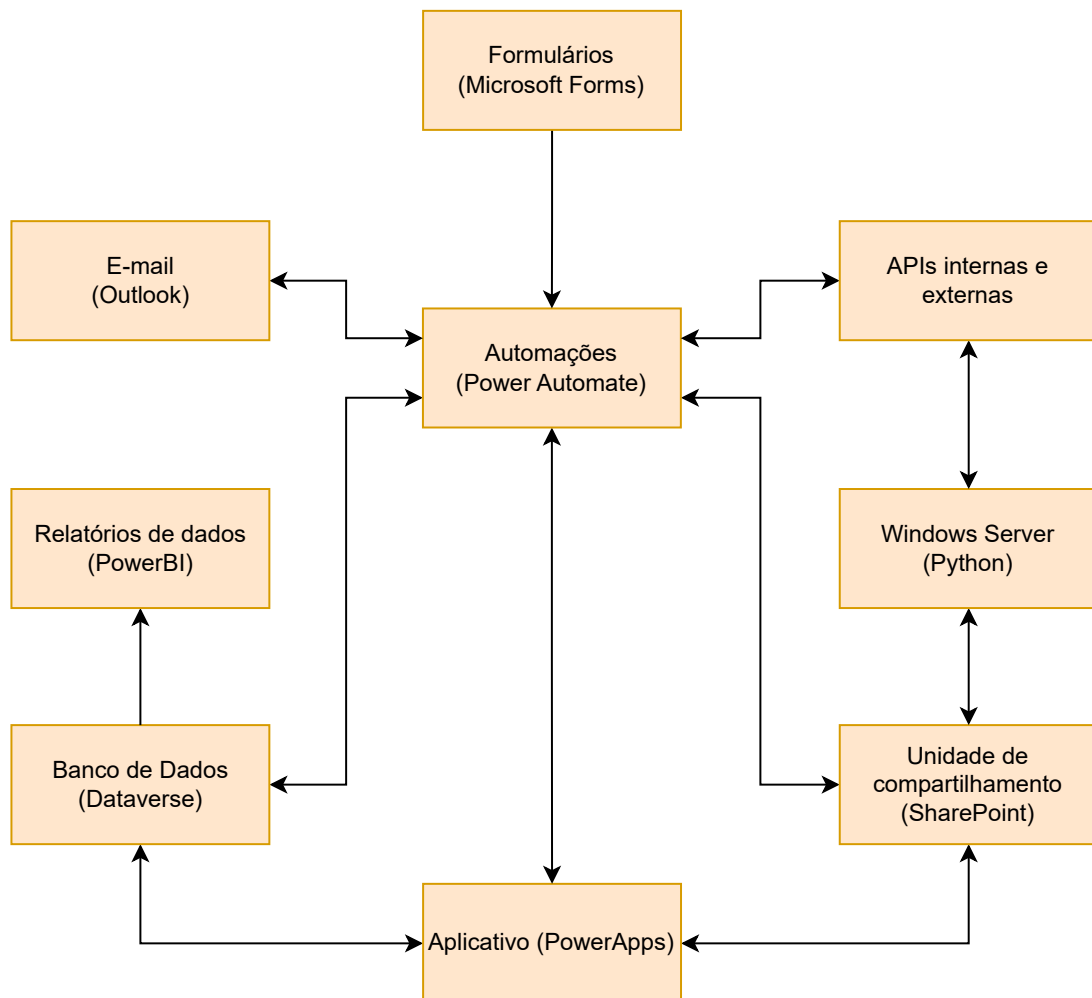 Formulários
(Microsoft Forms)
E-mail
(Outlook)
APIs internas e
externas
Automações
(Power Automate)
Relatórios de dados
(PowerBI)
Windows Server
(Python)
Banco de Dados
(Dataverse)
Unidade de
compartilhamento
(SharePoint)
Aplicativo (PowerApps)